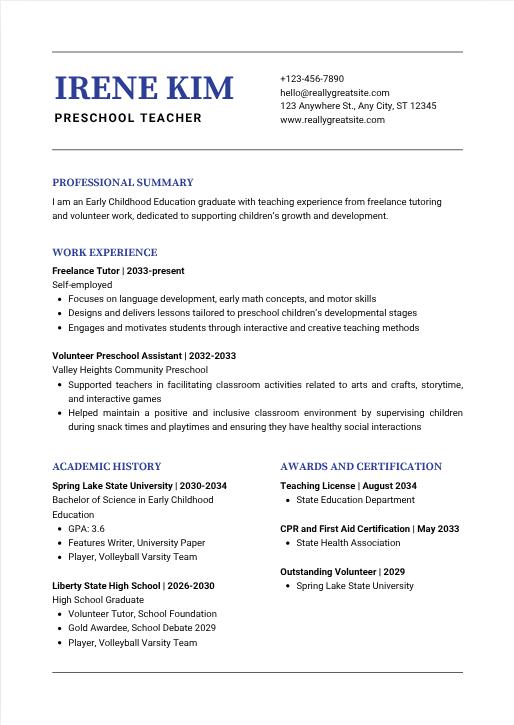 IRENE KIM
PRESCHOOL TEACHER
+123-456-7890
hello@reallygreatsite.com
123 Anywhere St., Any City, ST 12345
www.reallygreatsite.com
PROFESSIONAL SUMMARY
I am an Early Childhood Education graduate with teaching experience from freelance tutoring
and volunteer work, dedicated to supporting children's growth and development.
WORK EXPERIENCE
Freelance Tutor | 2033-present
Self-employed
• Focuses on language development, early math concepts, and motor skills
• Designs and delivers lessons tailored to preschool children's developmental stages
• Engages and motivates students through interactive and creative teaching methods
Volunteer Preschool Assistant | 2032-2033
Valley Heights Community Preschool
• Supported teachers in facilitating classroom activities related to arts and crafts, storytime,
and interactive games
• Helped maintain a positive and inclusive classroom environment by supervising children
during snack times and playtimes and ensuring they have healthy social interactions
ACADEMIC HISTORY
Spring Lake State University | 2030-2034
Bachelor of Science in Early Childhood
Education
• GPA: 3.6
• Features Writer, University Paper
• Player, Volleyball Varsity Team
Liberty State High School | 2026-2030
High School Graduate
• Volunteer Tutor, School Foundation
• Gold Awardee, School Debate 2029
• Player, Volleyball Varsity Team
AWARDS AND CERTIFICATION
Teaching License | August 2034
• State Education Department
CPR and First Aid Certification | May 2033
• State Health Association
Outstanding Volunteer | 2029
• Spring Lake State University